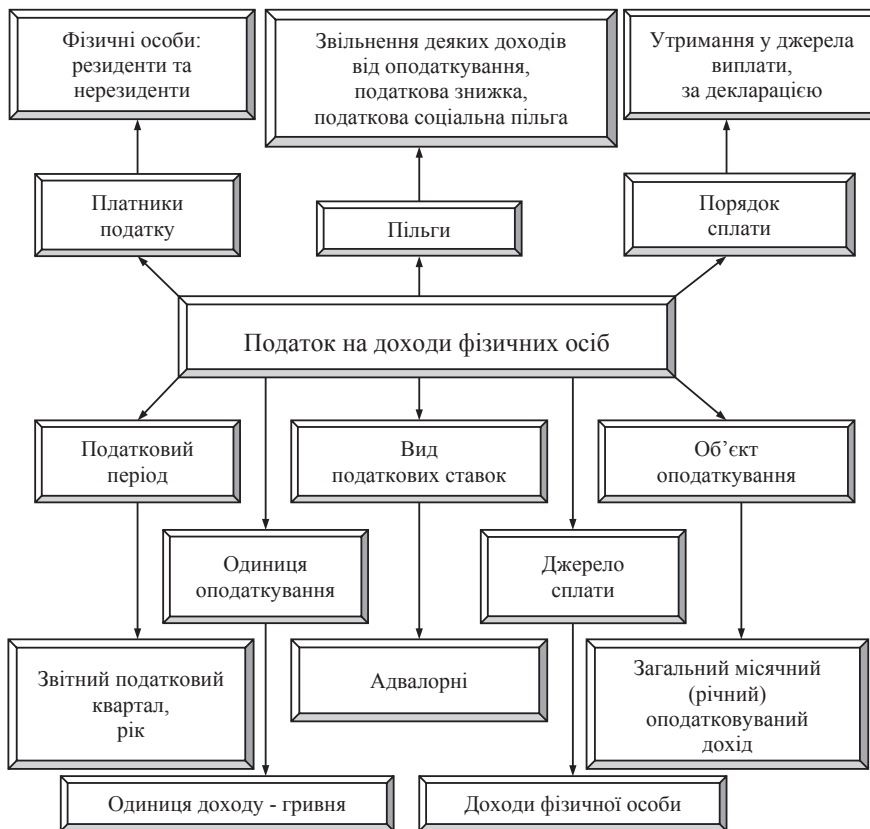 Фізичні особи:
резиденти та
нерезиденти
Звільнення деяких доходів
від оподаткування,
податкова знижка,
податкова соціальна пільга
Утримання у джерела
виплати,
за декларацією
Платники
податку
Пільги
Порядок
сплати
Податок на доходи фізичних осіб
Податковий
період
Вид
податкових ставок
Об’єкт
оподаткування
Одиниця
оподаткування
Джерело
сплати
Звітний податковий
квартал,
рік
Адвалорні
Загальний місячний
(річний)
оподатковуваний
дохід
Одиниця доходу - гривня
Доходи фізичної особи